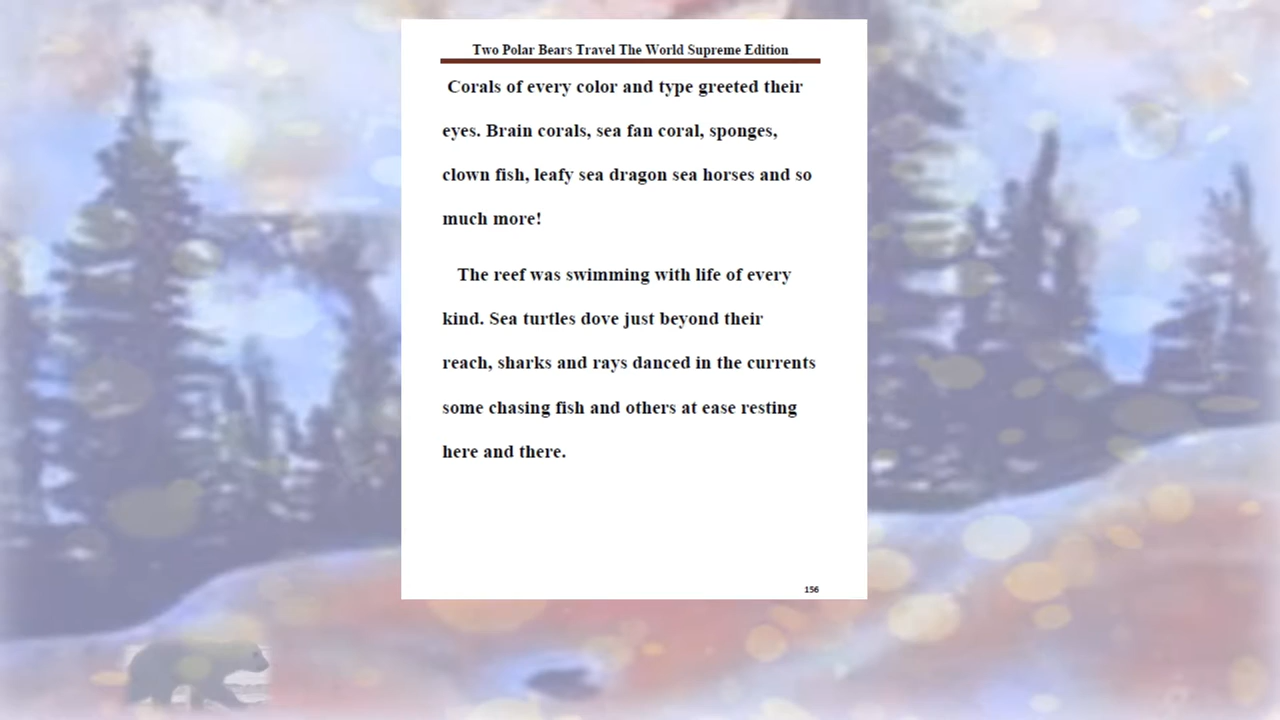 Two Polar Bears Travel The World Supreme Edition
Corals of every color and type greeted their
eyes. Brain corals, sea fan coral, sponges,
clown fish, leafy sea dragon sea horses and so
much more!
The reef was swimming with life of every
kind. Sea turtles dove just beyond their
reach, sharks and rays danced in the currents
some chasing fish and others at ease resting
here and there.
156